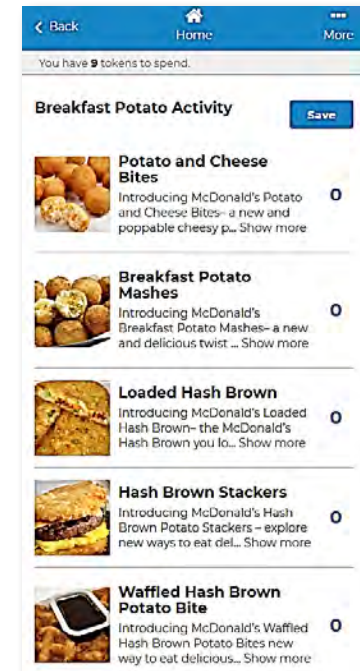 Back
Home
More
You have 9 tokens to spend.
Breakfast Potato Activity
Save
Potato and Cheese
Bites
Introducing McDonald's Potato
and Cheese Bites– a new and
poppable cheesy p... Show more
0
Breakfast Potato
Mashes
Introducing McDonald's
Breakfast Potato Mashes– a new
and delicious twist ... Show more
0
Loaded Hash Brown
Introducing McDonald's Loaded
Hash Brown– the McDonald's
Hash Brown you lo... Show more
0
Hash Brown Stackers
Introducing McDonald's Hash
Brown Potato Stackers – explore
new ways to eat del... Show more
0
Waffled Hash Brown
Potato Bite
Introducing McDonald's Waffled
Hash Brown Potato Bites new
way to eat delicious... Show more
0